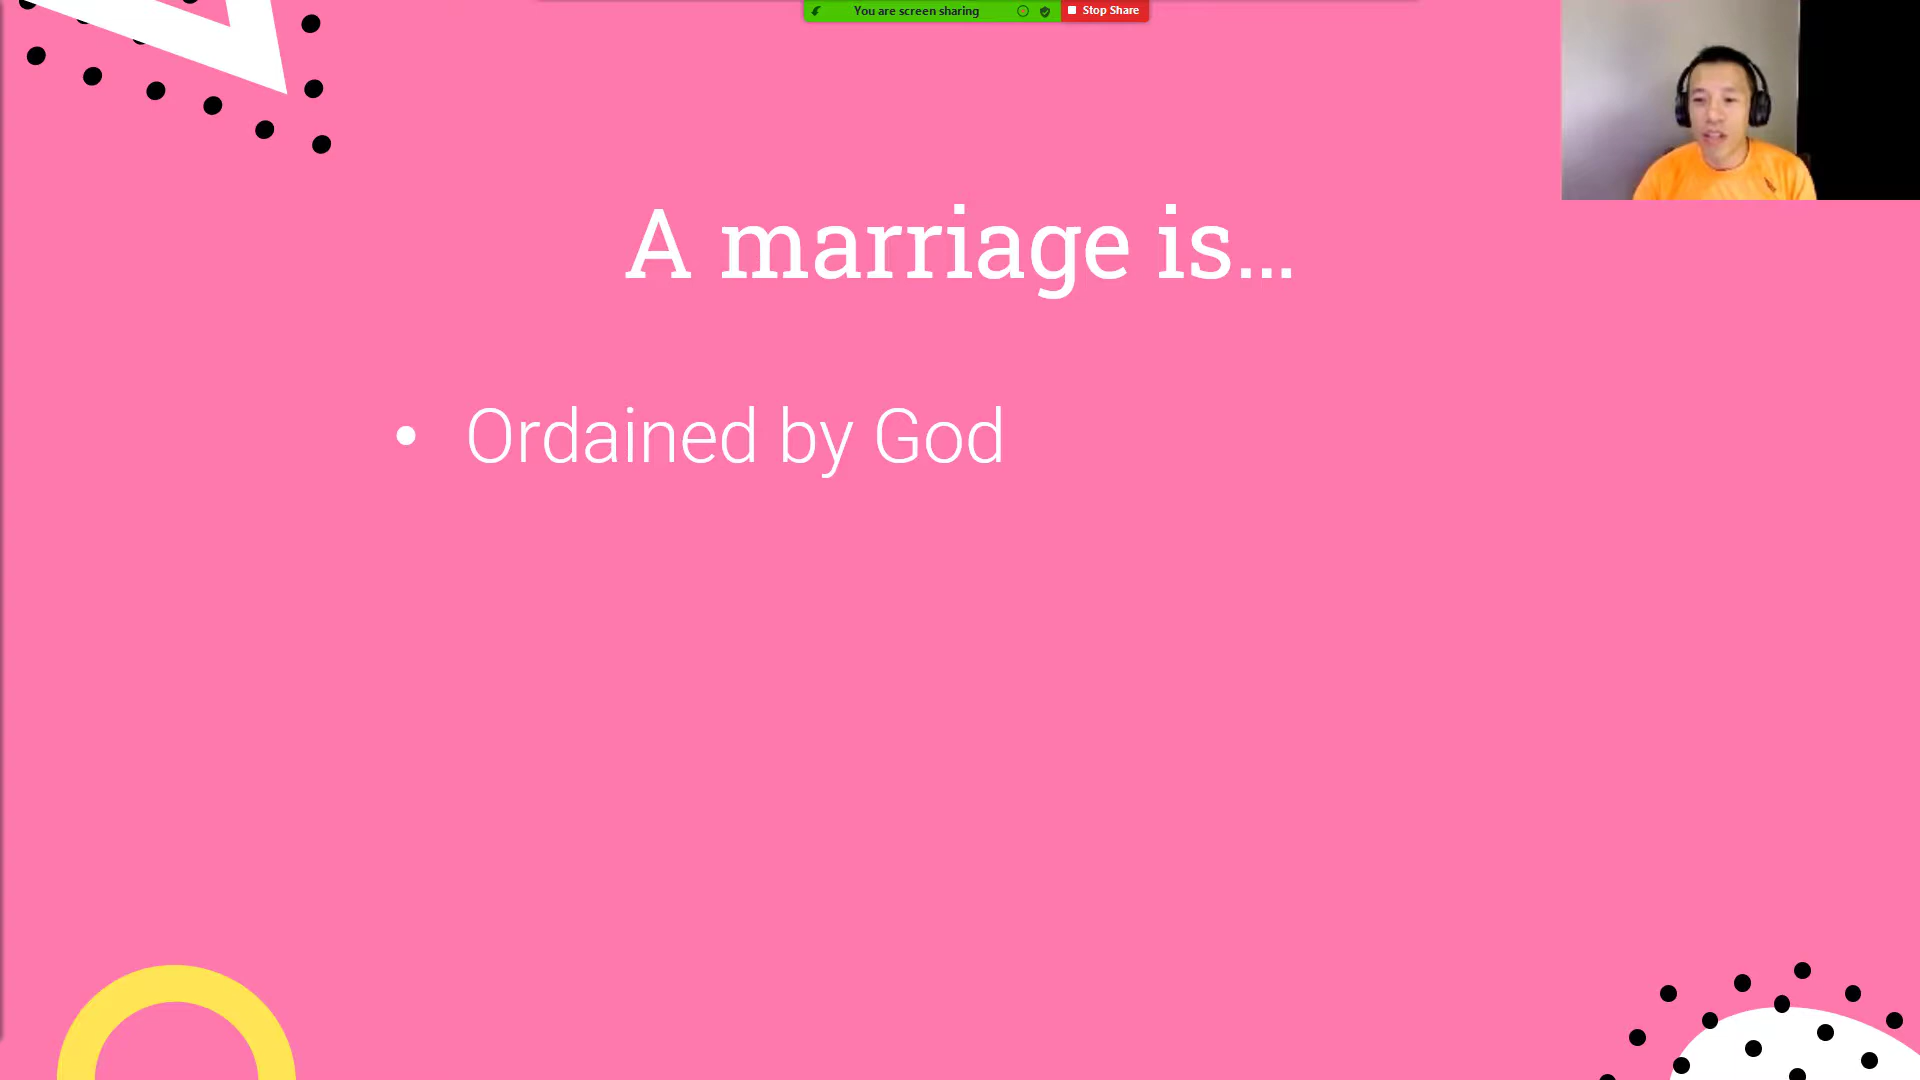 You are screen sharing
Stop Share
A marriage is...
• Ordained by God